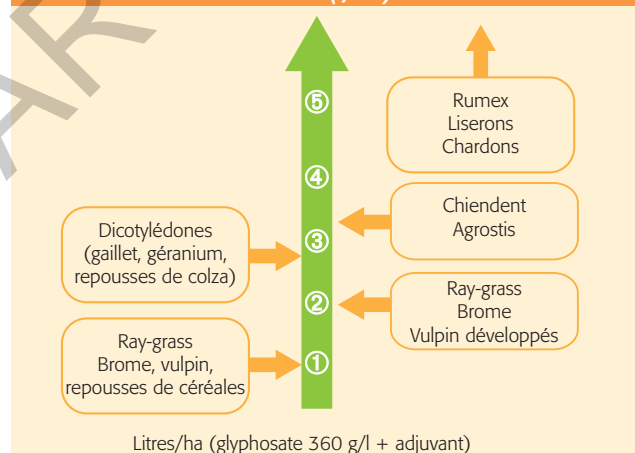 ⑤
Rumex
Liserons
Chardons
④
Chiendent
Agrostis
Dicotylédones
(gaillet, géranium,
repousses de colza)
③
②
Ray-grass
Brome
Vulpin développés
Ray-grass
Brome, vulpin,
repousses de céréales
①
Litres/ha (glyphosate 360 g/l + adjuvant)